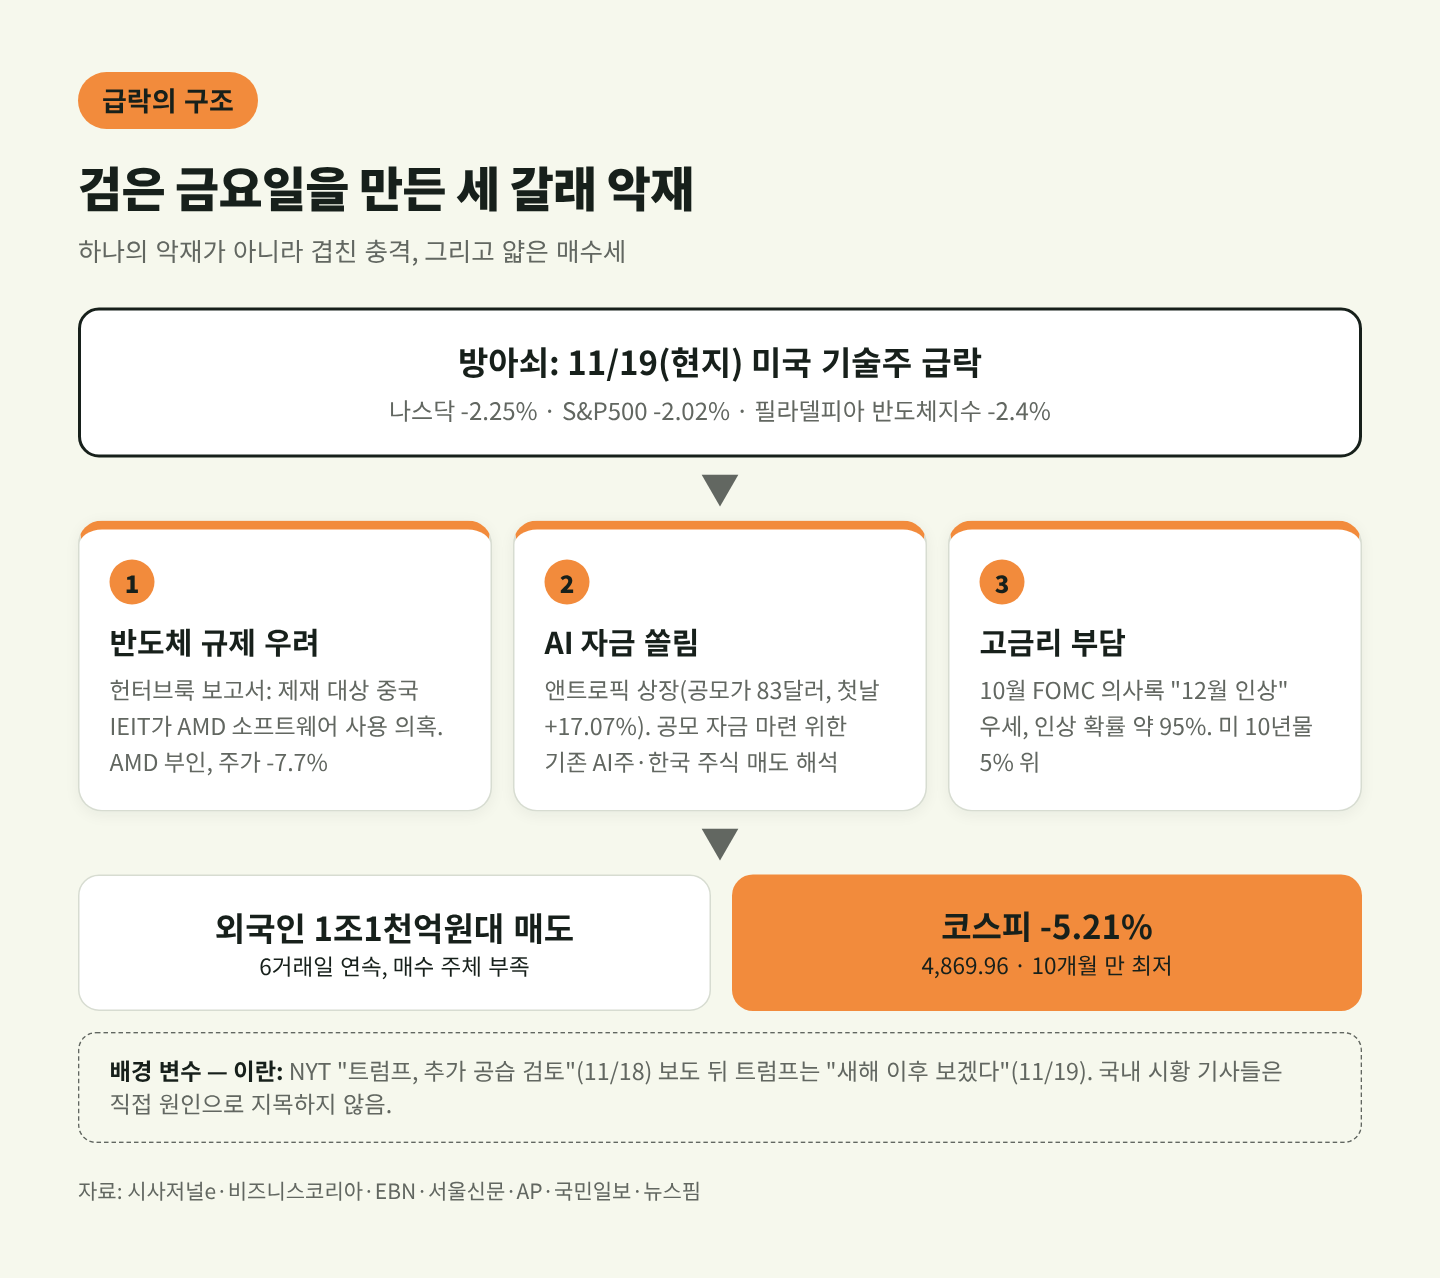 급락의 구조
검은 금요일을 만든 세 갈래 악재
하나의 악재가 아니라 겹친 충격, 그리고 얇은 매수세
방아쇠: 11/19(현지) 미국 기술주 급락
나스닥 -2.25% · S&P500 -2.02% · 필라델피아 반도체지수 -2.4%
1
반도체 규제 우려
헌터브룩 보고서: 제재 대상 중국
IEIT가 AMD 소프트웨어 사용 의혹.
AMD 부인, 주가 -7.7%
2
AI 자금 쏠림
앤트로픽 상장(공모가 83달러, 첫날
+17.07%). 공모 자금 마련 위한
기존 AI주·한국 주식 매도 해석
3
고금리 부담
10월 FOMC 의사록 "12월 인상"
우세, 인상 확률 약 95%. 미 10년물
5% 위
외국인 1조1천억원대 매도
6거래일 연속, 매수 주체 부족
코스피 -5.21%
4,869.96 · 10개월 만 최저
배경 변수 — 이란: NYT "트럼프, 추가 공습 검토"(11/18) 보도 뒤 트럼프는 "새해 이후 보겠다"(11/19). 국내 시황 기사들은
직접 원인으로 지목하지 않음.
자료: 시사저널e·비즈니스코리아·EBN·서울신문·AP·국민일보·뉴스핌